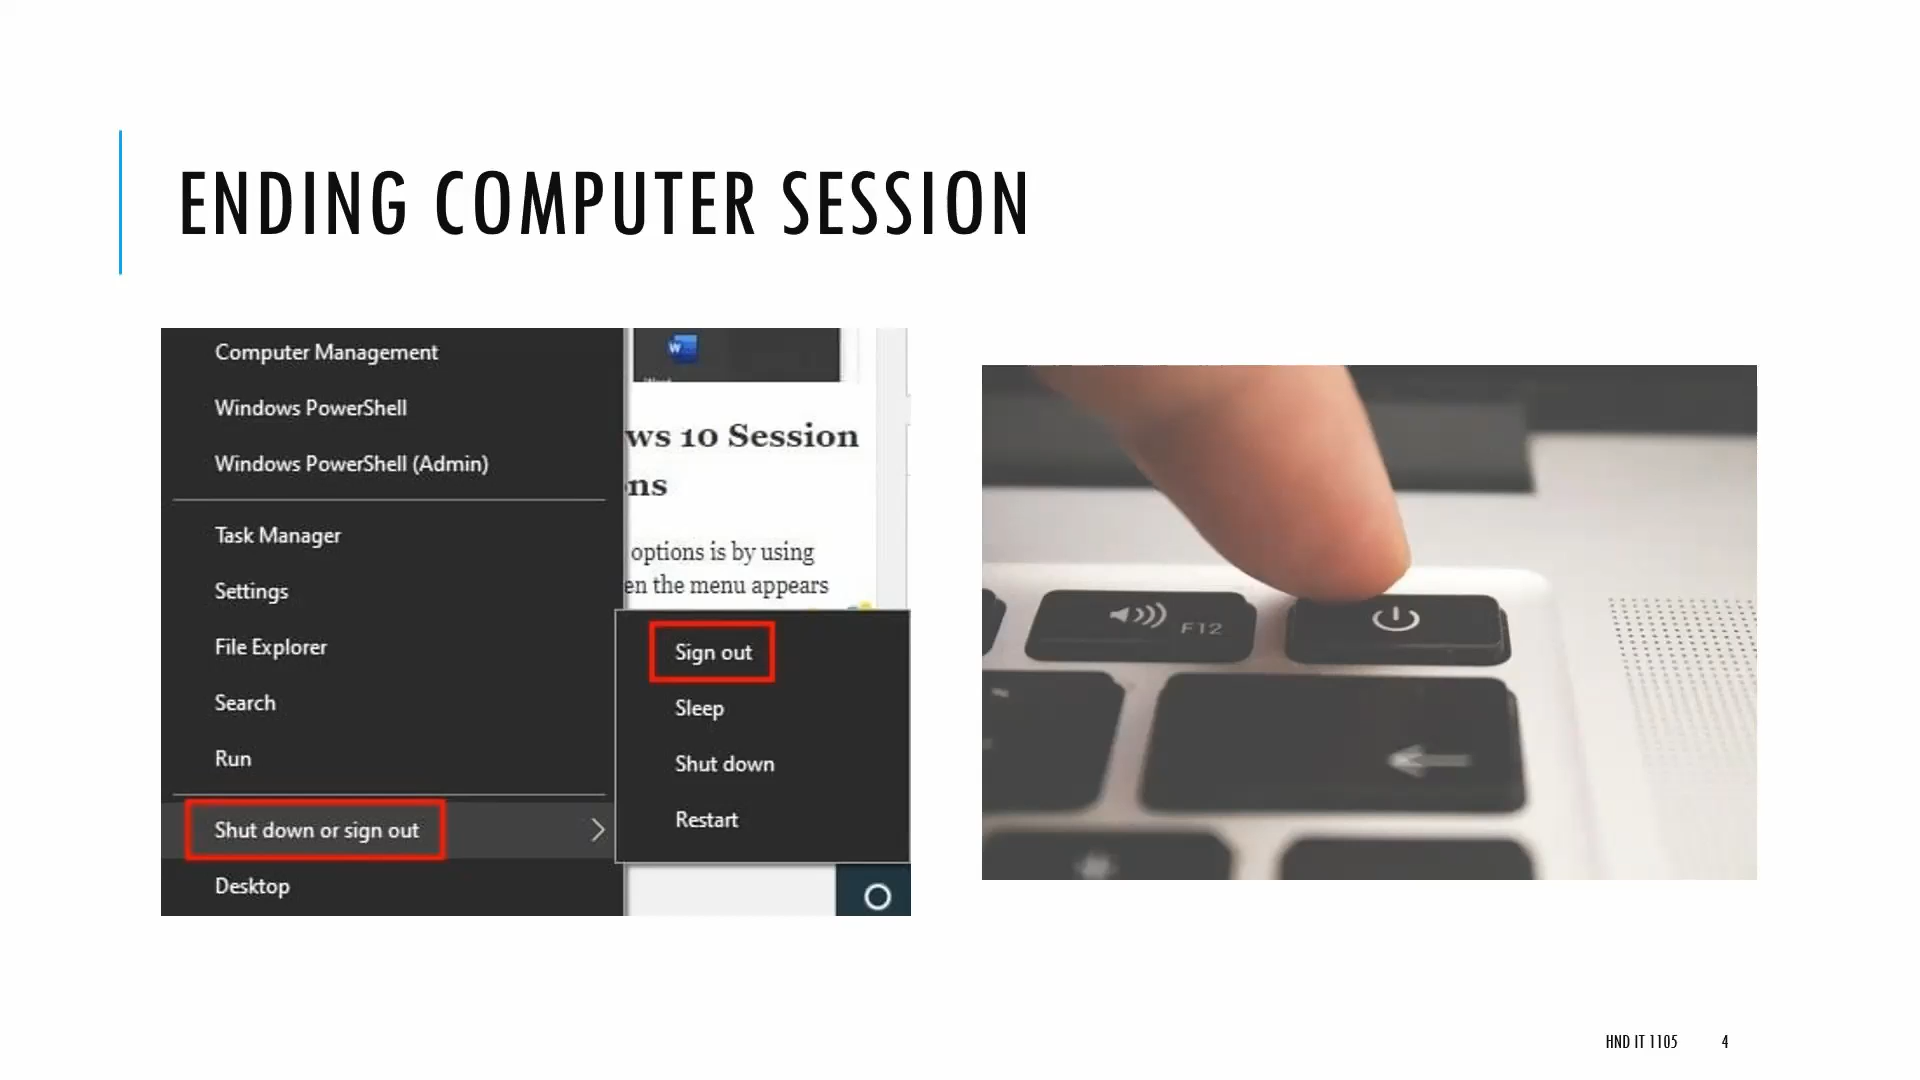 ENDING COMPUTER SESSION
Computer Management
Windows PowerShell
Windows PowerShell (Admin)
Task Manager
Settings
File Explorer
Search
Run
Shut down or sign out
Desktop
W
ws 10 Session
ns
options is by using
en the menu appears
Sign out
Sleep
Shut down
Restart
F12
HND IT 1105 4